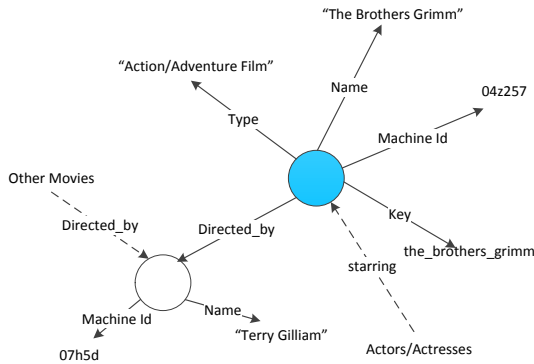 “The Brothers Grimm”
“Action/Adventure Film”
Name
04z257
Type
Machine Id
Other Movies
Key
Directed_by
Directed_by
the_brothers_grimm
starring
Machine Id
Name
“Terry Gilliam”
Actors/Actresses
07h5d